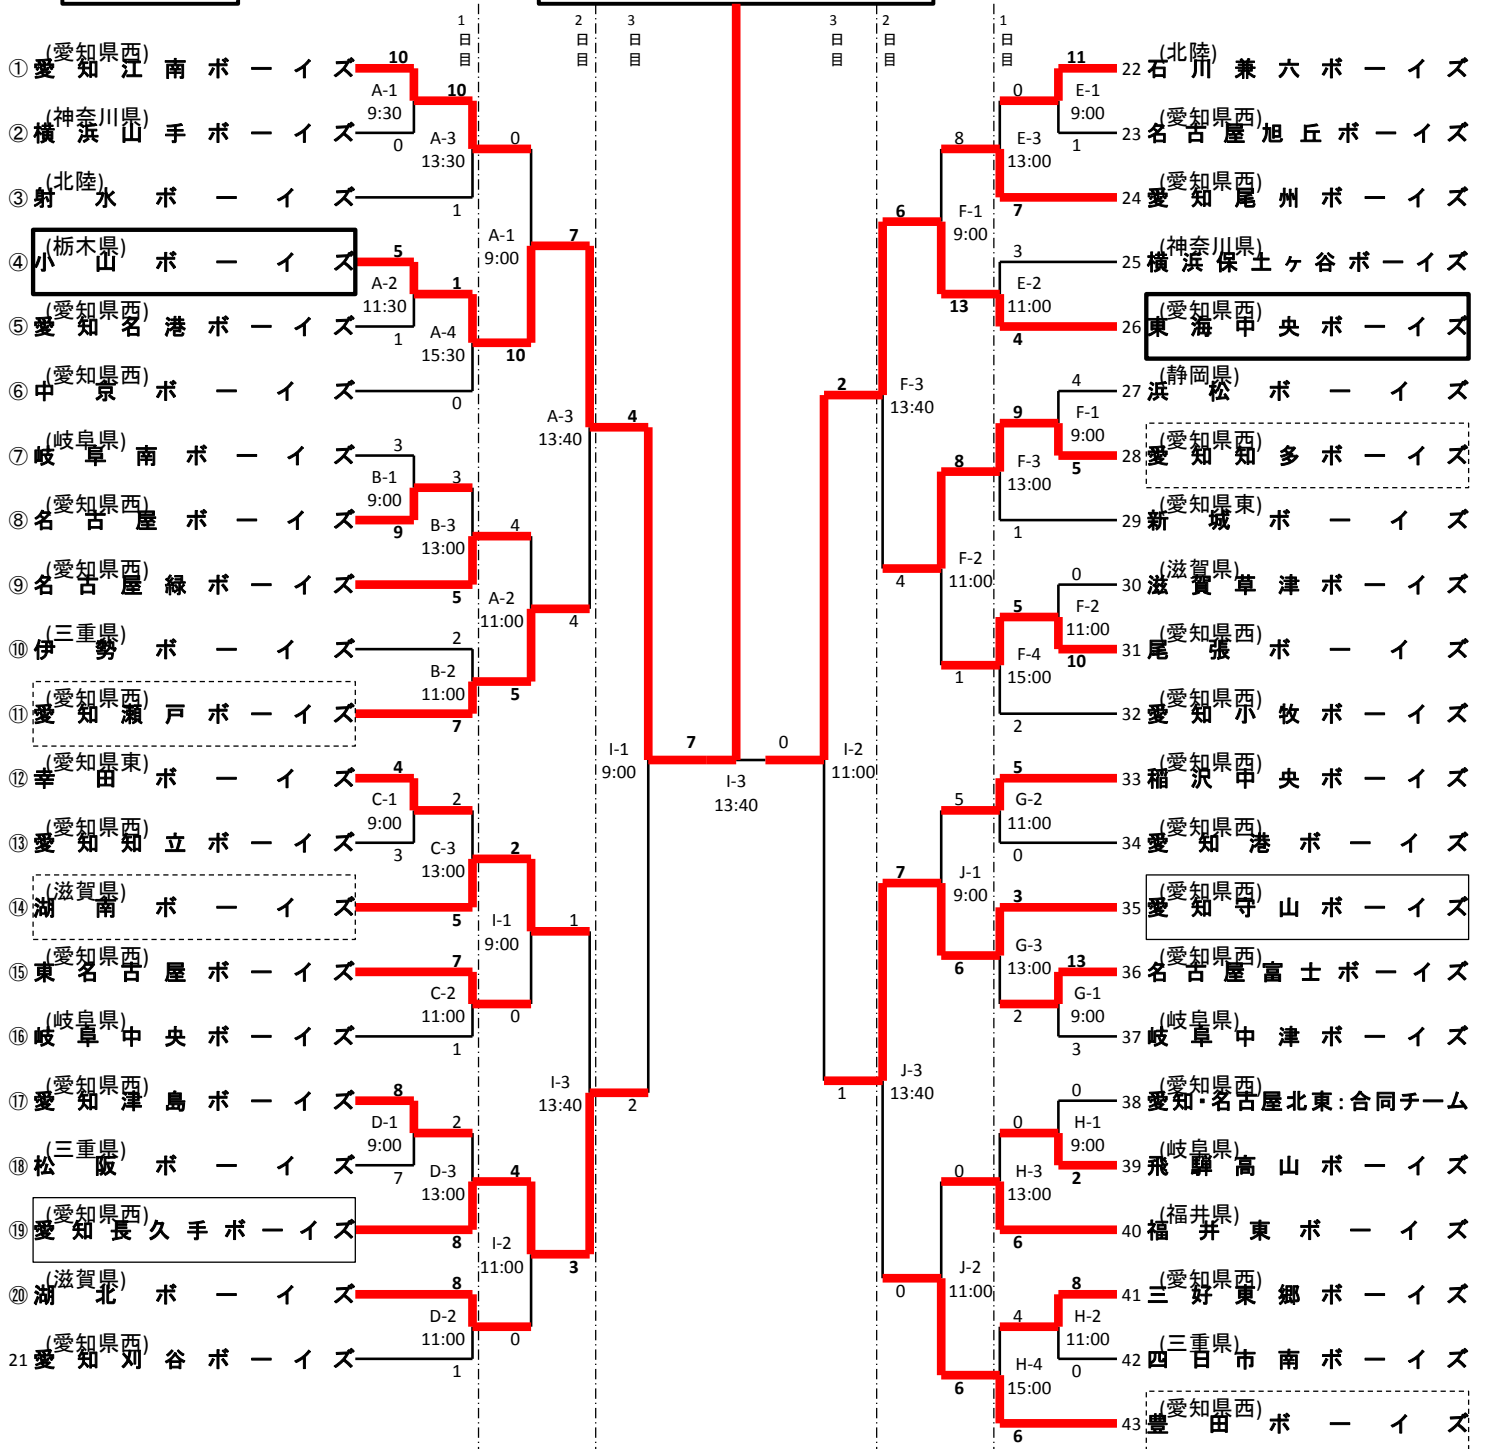 1日目
2日目
3日目
3日目
2日目
1日目
(愛知県西)
① 愛知江南ボーイズ
10
A-1
9:30
(神奈川県)
② 横浜山手ボーイズ
0
10
A-3
13:30
(北陸)
③ 射水ボーイズ
1
0
A-1
9:00
(栃木県)
④ 小山ボーイズ
5
A-2
11:30
(愛知県西)
⑤ 愛知名港ボーイズ
1
1
A-4
15:30
(愛知県西)
⑥ 中京ボーイズ
0
10
7
A-3
13:40
(岐阜県)
⑦ 岐阜南ボーイズ
3
B-1
9:00
(愛知県西)
⑧ 名古屋ボーイズ
9
3
B-3
13:00
(愛知県西)
⑨ 名古屋緑ボーイズ
5
4
A-2
11:00
(三重県)
⑩ 伊勢ボーイズ
2
B-2
11:00
(愛知県西)
⑪ 愛知瀬戸ボーイズ
7
5
4
4
I-1
9:00
(愛知県東)
⑫ 幸田ボーイズ
4
C-1
9:00
(愛知県西)
⑬ 愛知知立ボーイズ
3
2
C-3
13:00
(滋賀県)
⑭ 湖南ボーイズ
5
2
I-1
9:00
(愛知県西)
⑮ 東名古屋ボーイズ
7
C-2
11:00
(岐阜県)
⑯ 岐阜中央ボーイズ
1
0
1
I-3
13:40
(愛知県西)
⑰ 愛知津島ボーイズ
8
D-1
9:00
(三重県)
⑱ 松阪ボーイズ
7
2
D-3
13:00
(愛知県西)
⑲ 愛知長久手ボーイズ
8
4
I-2
11:00
(滋賀県)
⑳ 湖北ボーイズ
8
D-2
11:00
(愛知県西)
21 愛知刈谷ボーイズ
1
0
3
2
7
I-3
13:40
0
(北陸)
22 石川兼六ボーイズ
11
E-1
9:00
(愛知県西)
23 名古屋旭丘ボーイズ
1
0
E-3
13:00
(愛知県西)
24 愛知尾州ボーイズ
7
8
F-1
9:00
(神奈川県)
25 横浜保土ヶ谷ボーイズ
3
E-2
11:00
(愛知県西)
26 東海中央ボーイズ
4
13
6
F-3
13:40
(静岡県)
27 浜松ボーイズ
4
F-1
9:00
(愛知県西)
28 愛知知多ボーイズ
5
9
F-3
13:00
(愛知県東)
29 新城ボーイズ
1
8
F-2
11:00
(滋賀県)
30 滋賀草津ボーイズ
0
F-2
11:00
(愛知県西)
31 尾張ボーイズ
10
5
F-4
15:00
(愛知県西)
32 愛知小牧ボーイズ
2
1
4
2
I-2
11:00
(愛知県西)
33 稲沢中央ボーイズ
5
G-2
11:00
(愛知県西)
34 愛知港ボーイズ
0
5
J-1
9:00
(愛知県西)
35 愛知守山ボーイズ
3
G-3
13:00
(愛知県西)
36 名古屋富士ボーイズ
13
G-1
9:00
(岐阜県)
37 岐阜中津ボーイズ
3
2
6
7
J-3
13:40
(愛知県西)
38 愛知・名古屋北東:合同チーム
0
H-1
9:00
(岐阜県)
39 飛騨高山ボーイズ
2
0
H-3
13:00
(福井県)
40 福井東ボーイズ
6
0
J-2
11:00
(愛知県西)
41 三好東郷ボーイズ
8
H-2
11:00
(三重県)
42 四日市南ボーイズ
0
4
H-4
15:00
(愛知県西)
43 豊田ボーイズ
6
6
0
1